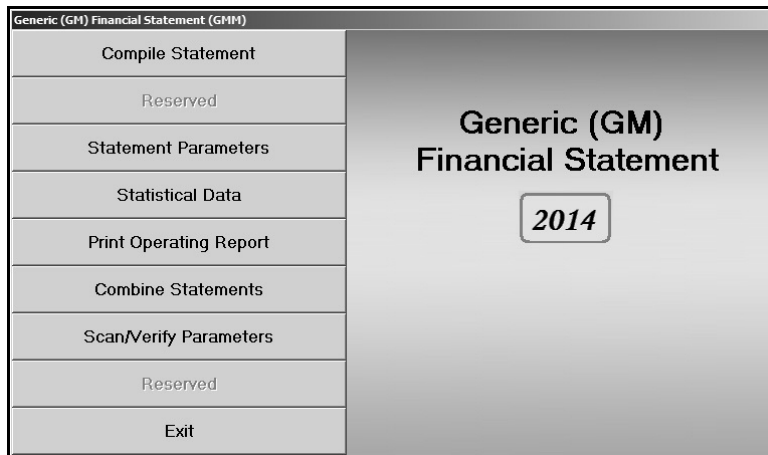 Generic (GM) Financial Statement (GMM)
Compile Statement
Reserved
Statement Parameters
Statistical Data
Print Operating Report
Combine Statements
Scan/Verify Parameters
Reserved
Exit
Generic (GM)
Financial Statement
2014